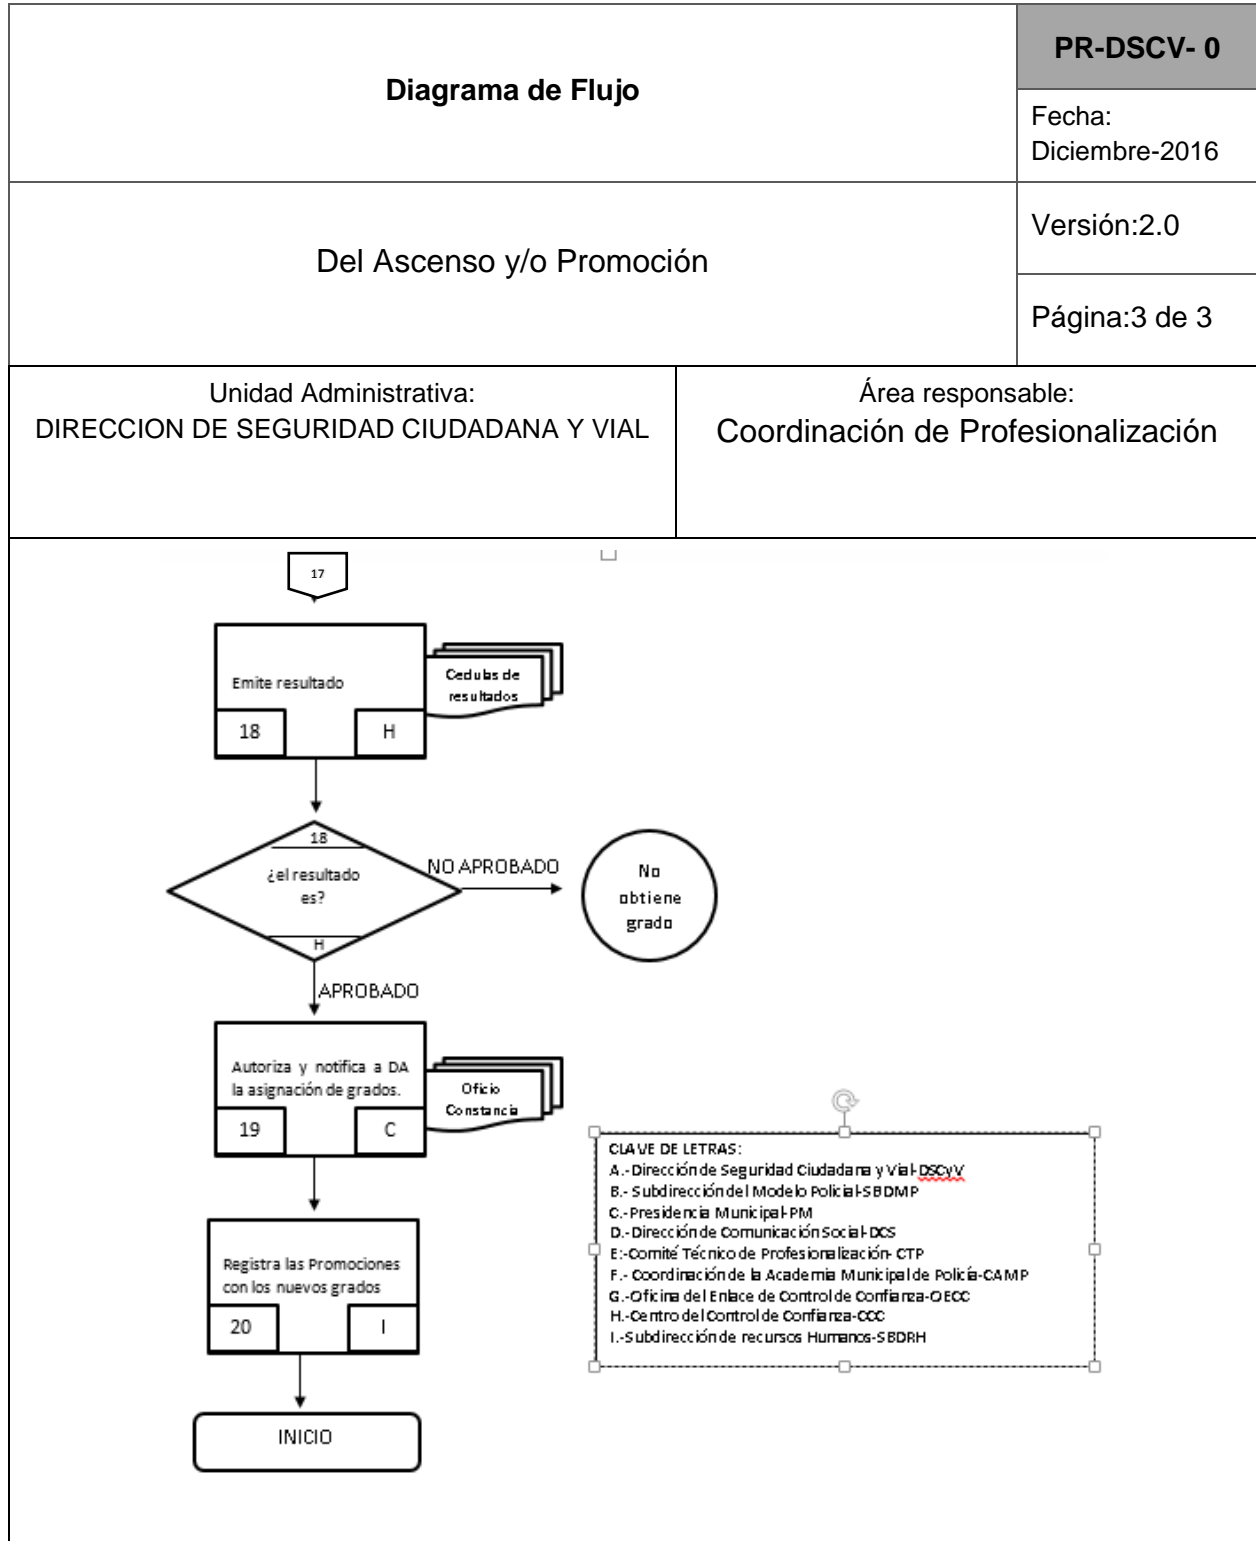 Diagrama de Flujo
PR-DSCV- 0
Fecha:
Diciembre-2016
Del Ascenso y/o Promoción
Versión:2.0
Página:3 de 3
Unidad Administrativa:
DIRECCION DE SEGURIDAD CIUDADANA Y VIAL
Área responsable:
Coordinación de Profesionalización
17
Emite resultado
18
H
Cedulas de
resultados
18
¿el resultado
es?
H
NO APROBADO
No
obtiene
grado
APROBADO
Autoriza y notifica a DA
la asignación de grados.
19
C
Oficio
Constancia
Registra las Promociones
con los nuevos grados
20
I
INICIO
CLAVE DE LETRAS:
A.-Dirección de Seguridad Ciudadana y Vial-DSCyV
B.- Subdirección del Modelo Policial-SBDMP
C.-Presidencia Municipal-PM
D.-Dirección de Comunicación Social-DCS
E:-Comité Técnico de Profesionalización- CTP
F.- Coordinación de la Academia Municipal de Policía-CAMP
G.-Oficina del Enlace de Control de Confianza-OECC
H.-Centro del Control de Confianza-CCC
I.-Subdirección de recursos Humanos-SBDRH